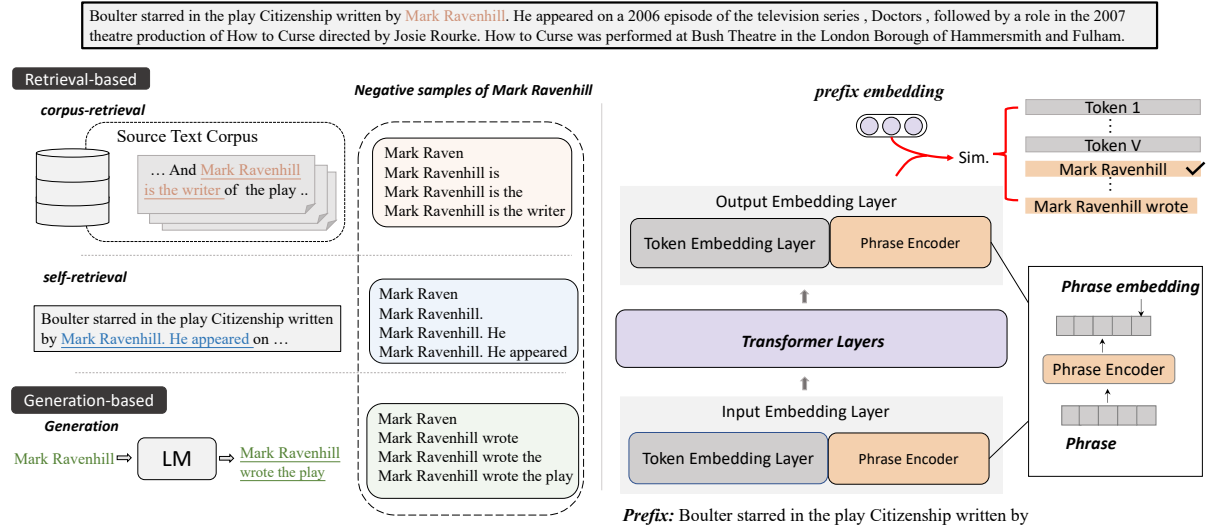 Boulter starred in the play Citizenship written by Mark Ravenhill. He appeared on a 2006 episode of the television series , Doctors , followed by a role in the 2007
theatre production of How to Curse directed by Josie Rourke. How to Curse was performed at Bush Theatre in the London Borough of Hammersmith and Fulham.
Retrieval-based
corpus-retrieval
Source Text Corpus
… And Mark Ravenhill
is the writer of the play ..
Negative samples of Mark Ravenhill
Mark Raven
Mark Ravenhill is
Mark Ravenhill is the
Mark Ravenhill is the writer
self-retrieval
Boulter starred in the play Citizenship written
by Mark Ravenhill. He appeared on …
Mark Raven
Mark Ravenhill.
Mark Ravenhill. He
Mark Ravenhill. He appeared
Generation-based
Generation
Mark Ravenhill
LM
Mark Ravenhill
wrote the play
Mark Raven
Mark Ravenhill wrote
Mark Ravenhill wrote the
Mark Ravenhill wrote the play
prefix embedding
Sim.
Token 1
⋮
Token V
Mark Ravenhill
⋮
Mark Ravenhill wrote
Output Embedding Layer
Token Embedding Layer
Phrase Encoder
Transformer Layers
Input Embedding Layer
Token Embedding Layer
Phrase Encoder
Phrase embedding
Phrase Encoder
Phrase
Prefix: Boulter starred in the play Citizenship written by